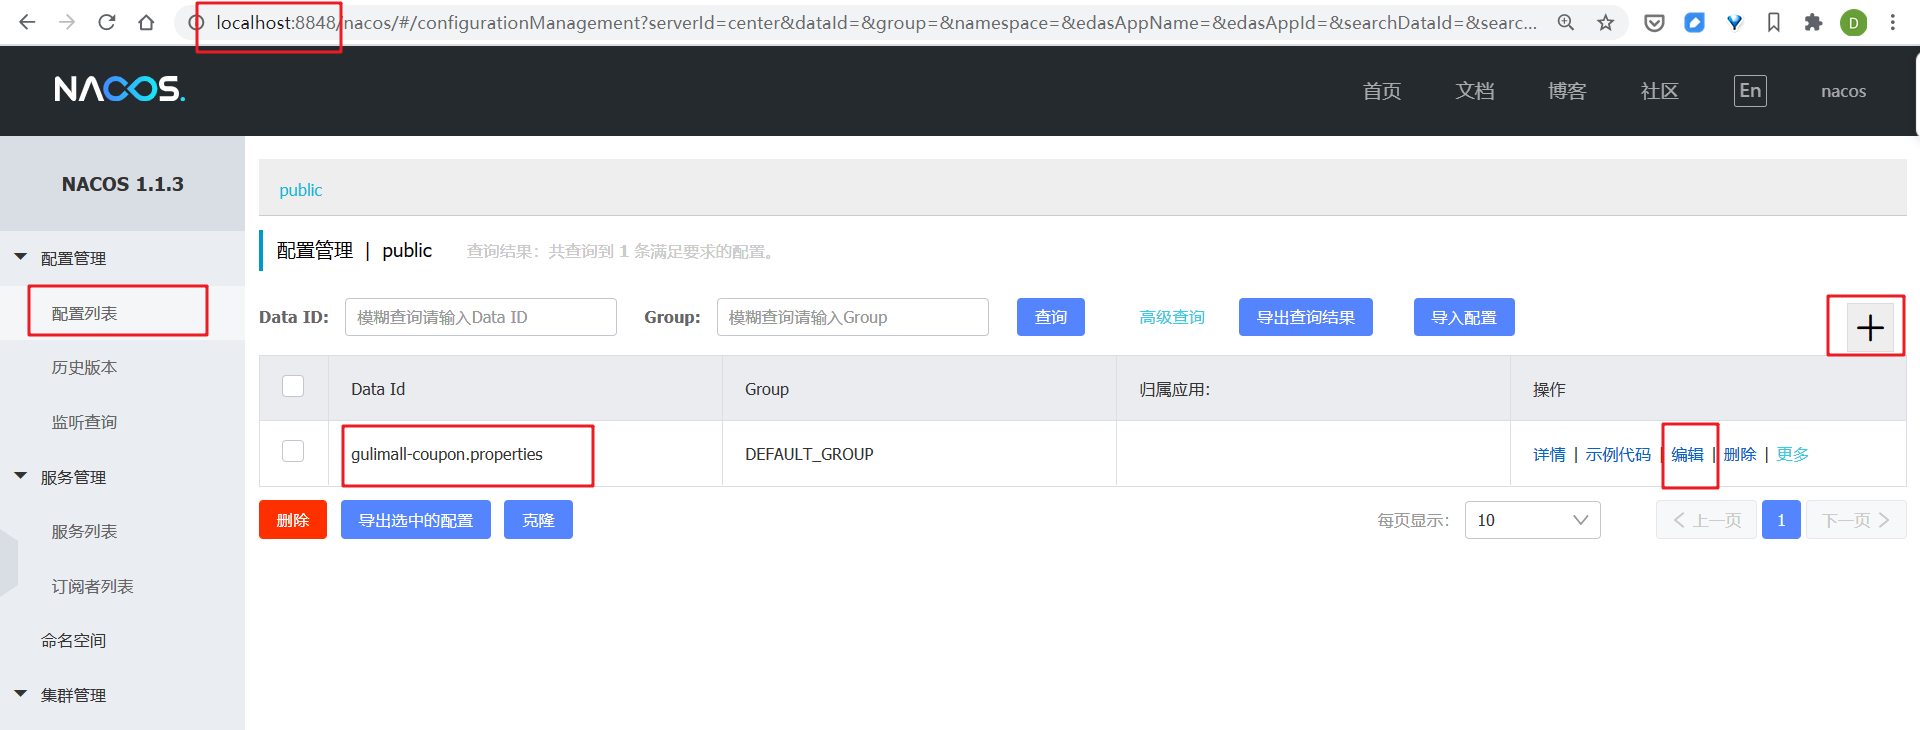 localhost:8848/nacos/#/configurationManagement?serverId=center&dataId=&group=&namespace=&edasAppName=&edasAppId=&searchDataId=&searc...
D
NACOS.
首页 文档 博客 社区 En nacos
NACOS 1.1.3
配置管理
配置列表
历史版本
监听查询
服务管理
服务列表
订阅者列表
命名空间
集群管理
public
配置管理 | public 查询结果：共查询到 1 条满足要求的配置。
Data ID: 模糊查询请输入Data ID Group: 模糊查询请输入Group 查询 高级查询 导出查询结果 导入配置
Data Id Group 归属应用: 操作
gulimall-coupon.properties DEFAULT_GROUP 详情 | 示例代码 | 编辑 | 删除 | 更多
删除 导出选中的配置 克隆 每页显示: 10 上一页 1 下一页